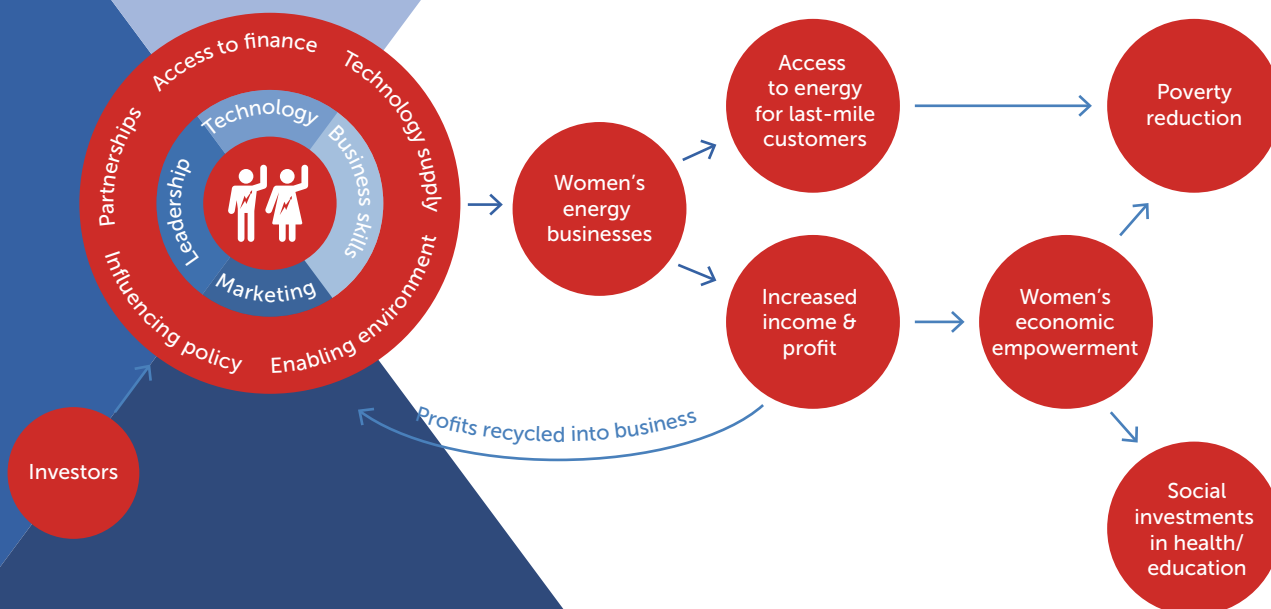 Access to finance
Technology supply
Partnerships
Influencing policy
Enabling environment
Technology
Business skills
Leadership
Marketing
Investors
Women's
energy
businesses
Access
to energy
for last-mile
customers
Increased
income &
profit
Profits recycled into business
Women's
economic
empowerment
Poverty
reduction
Social
investments
in health/
education